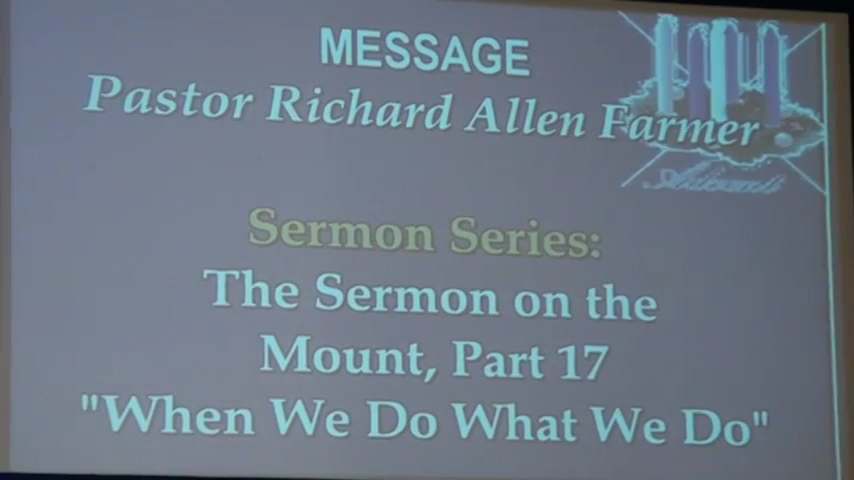 MESSAGE
Pastor Richard Allen Farmer
Sermon Series:
The Sermon on the
Mount, Part 17
"When We Do What We Do"